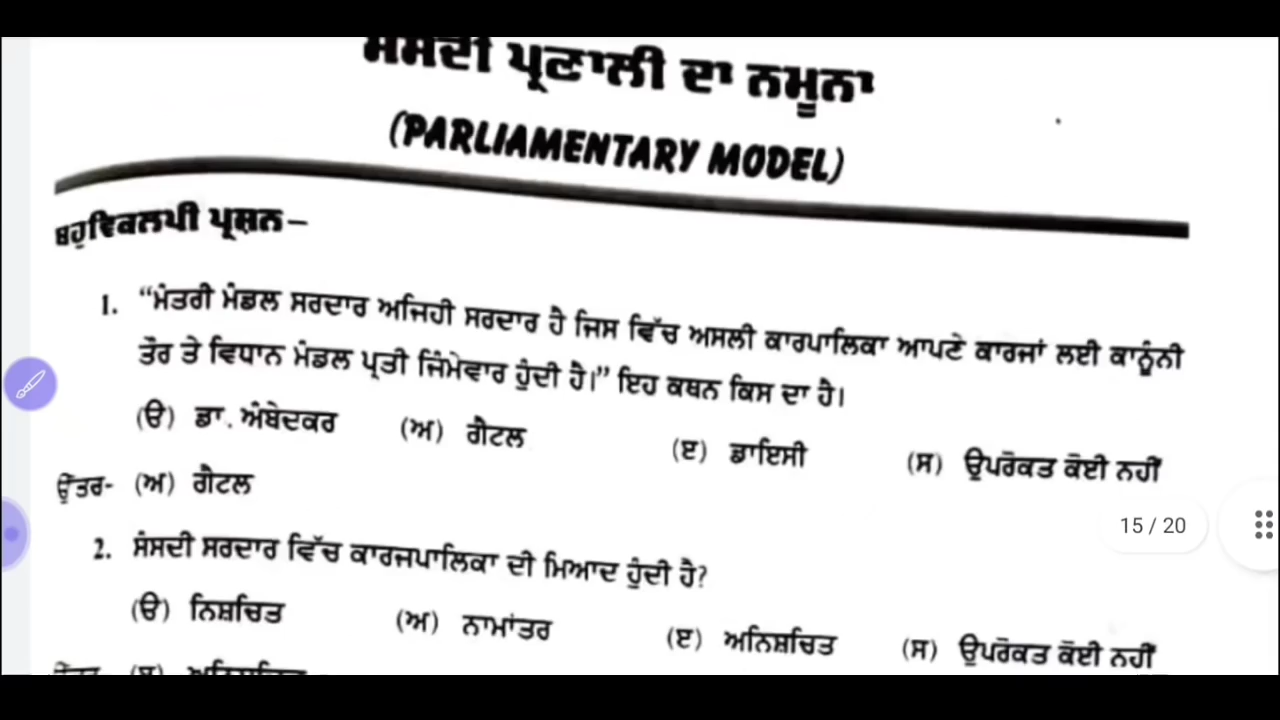 ਸੰਸਦੀ ਪ੍ਰਣਾਲੀ ਦਾ ਨਮੂਨਾ
(PARLIAMENTARY MODEL)
ਬਹੁਵਿਕਲਪੀ ਪ੍ਰਸ਼ਨ–
1. “ਮੰਤਰੀ ਮੰਡਲ ਸਰਦਾਰ ਅਜਿਹੀ ਸਰਦਾਰ ਹੈ ਜਿਸ ਵਿੱਚ ਅਸਲੀ ਕਾਰਪਾਲਿਕਾ ਆਪਣੇ ਕਾਰਜਾਂ ਲਈ ਕਾਨੂੰਨੀ
ਤੌਰ ਤੇ ਵਿਧਾਨ ਮੰਡਲ ਪ੍ਰਤੀ ਜਿੰਮੇਵਾਰ ਹੁੰਦੀ ਹੈ।” ਇਹ ਕਥਨ ਕਿਸ ਦਾ ਹੈ।
(ੳ) ਡਾ. ਅੰਬੇਦਕਰ (ਅ) ਗੈਟਲ (ੲ) ਡਾਇਸੀ (ਸ) ਉਪਰੋਕਤ ਕੋਈ ਨਹੀਂ
ਉੱਤਰ- (ਅ) ਗੈਟਲ
15 / 20
2. ਸੰਸਦੀ ਸਰਦਾਰ ਵਿੱਚ ਕਾਰਜਪਾਲਿਕਾ ਦੀ ਮਿਆਦ ਹੁੰਦੀ ਹੈ?
(ੳ) ਨਿਸ਼ਚਿਤ (ਅ) ਨਾਮਾਂਤਰ (ੲ) ਅਨਿਸ਼ਚਿਤ (ਸ) ਉਪਰੋਕਤ ਕੋਈ ਨਹੀਂ